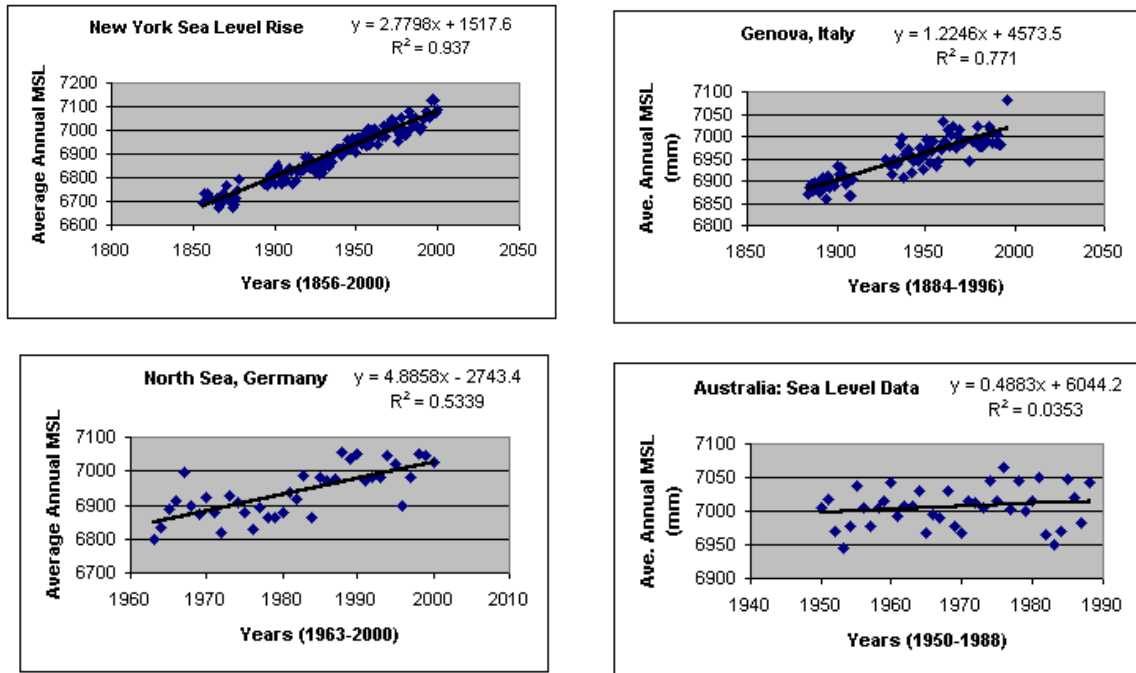 New York Sea Level Rise
y = 2.7798x + 1517.6
R² = 0.937
Average Annual MSL
7200
7100
7000
6900
6800
6700
6600
1800 1850 1900 1950 2000 2050
Years (1856-2000)
Genova, Italy
y = 1.2246x + 4573.5
R² = 0.771
Ave. Annual MSL
(mm)
7100
7050
7000
6950
6900
6850
6800
1850 1900 1950 2000 2050
Years (1884-1996)
North Sea, Germany
y = 4.8858x - 2743.4
R² = 0.5339
Average Annual MSL
7100
7000
6900
6800
6700
1960 1970 1980 1990 2000 2010
Years (1963-2000)
Australia: Sea Level Data
y = 0.4883x + 6044.2
R² = 0.0353
Ave. Annual MSL
(mm)
7100
7050
7000
6950
6900
1940 1950 1960 1970 1980 1990
Years (1950-1988)